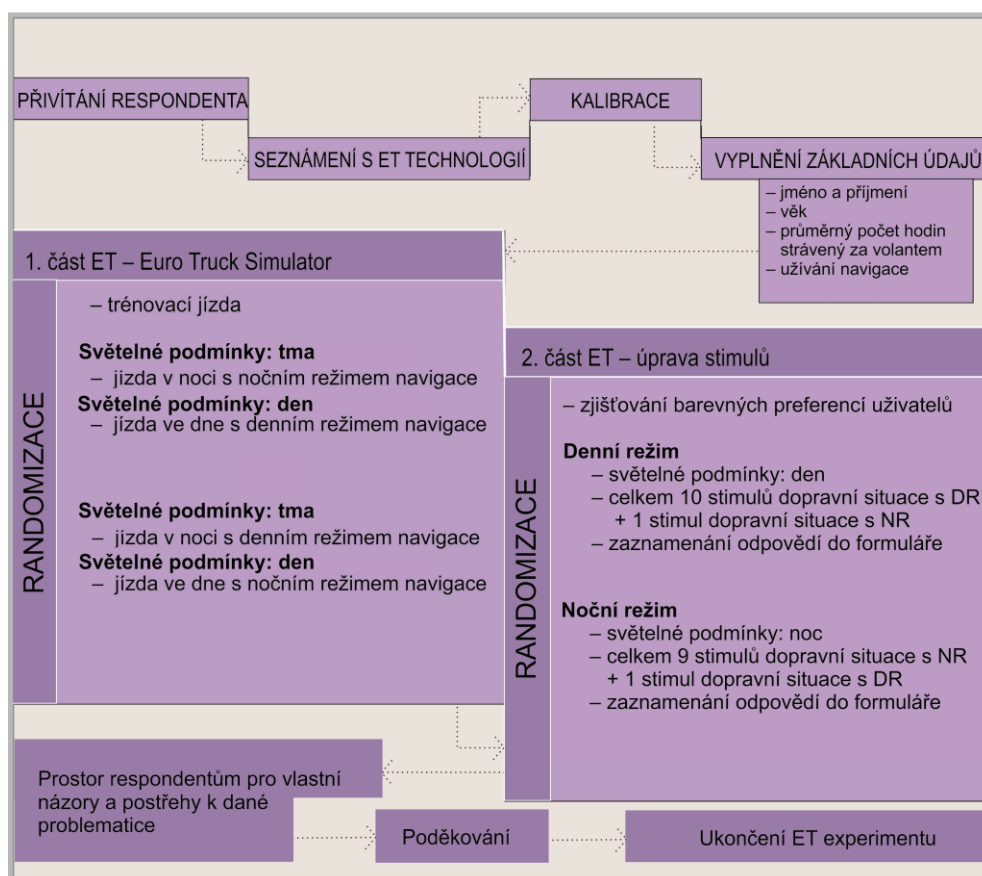 PŘIVÍTÁNÍ RESPONDENTA
SEZNÁMENÍ S ET TECHNOLOGIÍ
KALIBRACE
VYPLNĚNÍ ZÁKLADNÍCH ÚDAJŮ
– jméno a příjmení
– věk
– průměrný počet hodin
strávený za volantem
– užívání navigace
1. část ET – Euro Truck Simulator
RANDOMIZACE
– trénovací jízda
Světelné podmínky: tma
– jízda v noci s nočním režimem navigace
Světelné podmínky: den
– jízda ve dne s denním režimem navigace
Světelné podmínky: tma
– jízda v noci s denním režimem navigace
Světelné podmínky: den
– jízda ve dne s nočním režimem navigace
2. část ET – úprava stimulů
RANDOMIZACE
– zjišťování barevných preferencí uživatelů
Denní režim
– světelné podmínky: den
– celkem 10 stimulů dopravní situace s DR
+ 1 stimul dopravní situace s NR
– zaznamenání odpovědí do formuláře
Noční režim
– světelné podmínky: noc
– celkem 9 stimulů dopravní situace s NR
+ 1 stimul dopravní situace s DR
– zaznamenání odpovědí do formuláře
Prostor respondentům pro vlastní
názory a postřehy k dané
problematice
Poděkování
Ukončení ET experimentu